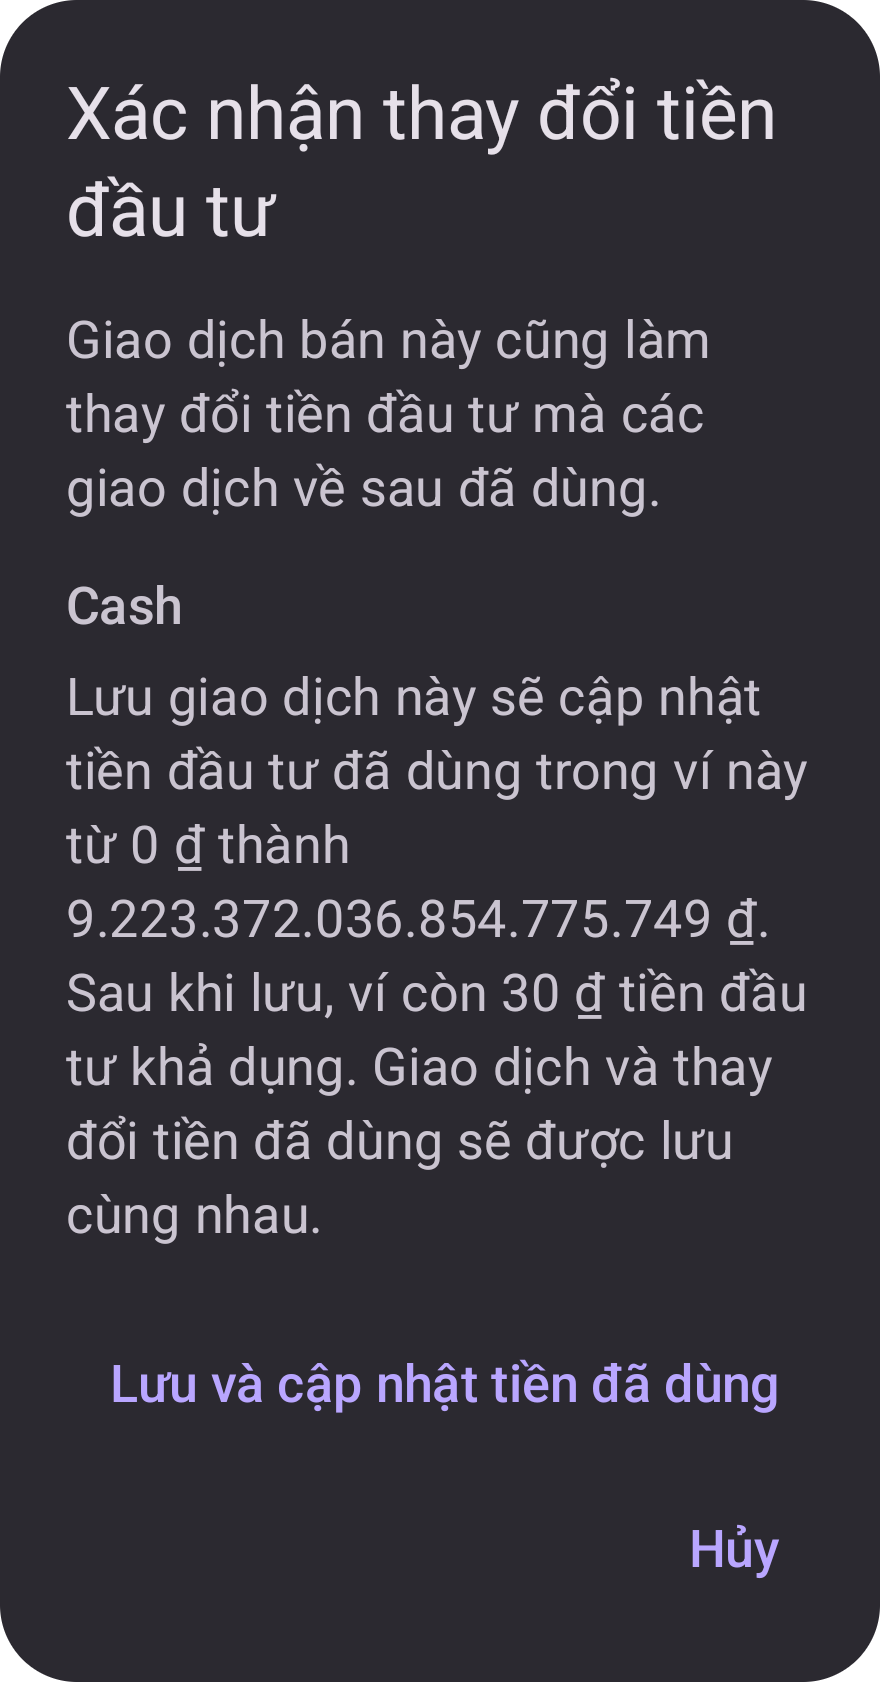 Xác nhận thay đổi tiền
đầu tư
Giao dịch bán này cũng làm
thay đổi tiền đầu tư mà các
giao dịch về sau đã dùng.
Cash
Lưu giao dịch này sẽ cập nhật
tiền đầu tư đã dùng trong ví này
từ 0 ₫ thành
9.223.372.036.854.775.749 ₫.
Sau khi lưu, ví còn 30 ₫ tiền đầu
tư khả dụng. Giao dịch và thay
đổi tiền đã dùng sẽ được lưu
cùng nhau.
Lưu và cập nhật tiền đã dùng
Hủy